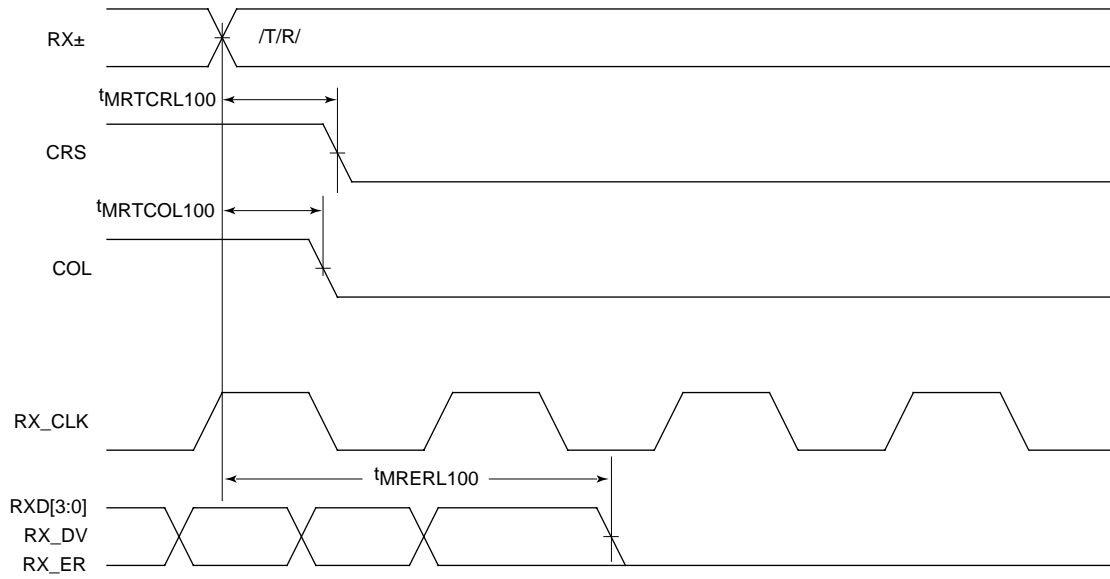 RX±
/T/R/
tMRTCRL100
CRS
tMRTCOL100
COL
RX_CLK
tMRERL100
RXD[3:0]
RX_DV
RX_ER